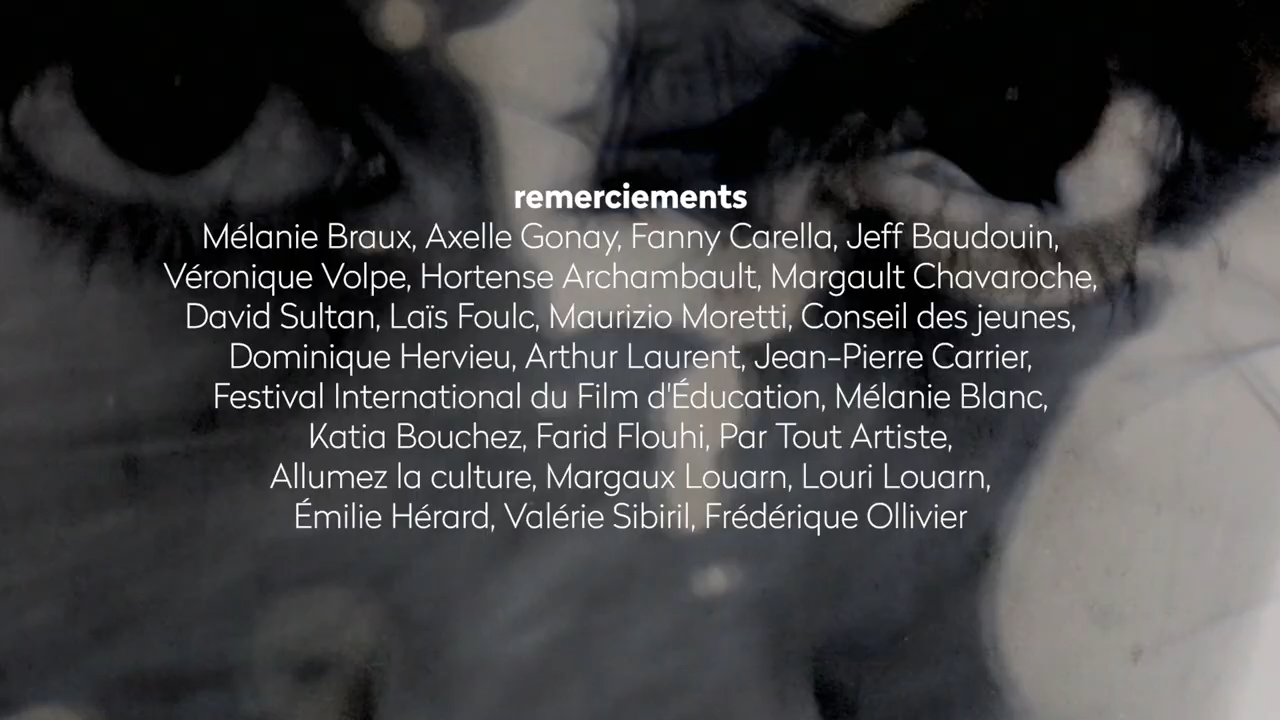 remerciements
Mélanie Braux, Axelle Gonay, Fanny Carella, Jeff Baudouin,
Véronique Volpe, Hortense Archambault, Margault Chavaroche,
David Sultan, Laïs Foulc, Maurizio Moretti, Conseil des jeunes,
Dominique Hervieu, Arthur Laurent, Jean-Pierre Carrier,
Festival International du Film d'Éducation, Mélanie Blanc,
Katia Bouchez, Farid Flouhi, Par Tout Artiste,
Allumez la culture, Margaux Louarn, Louri Louarn,
Émilie Hérard, Valérie Sibiril, Frédérique Ollivier